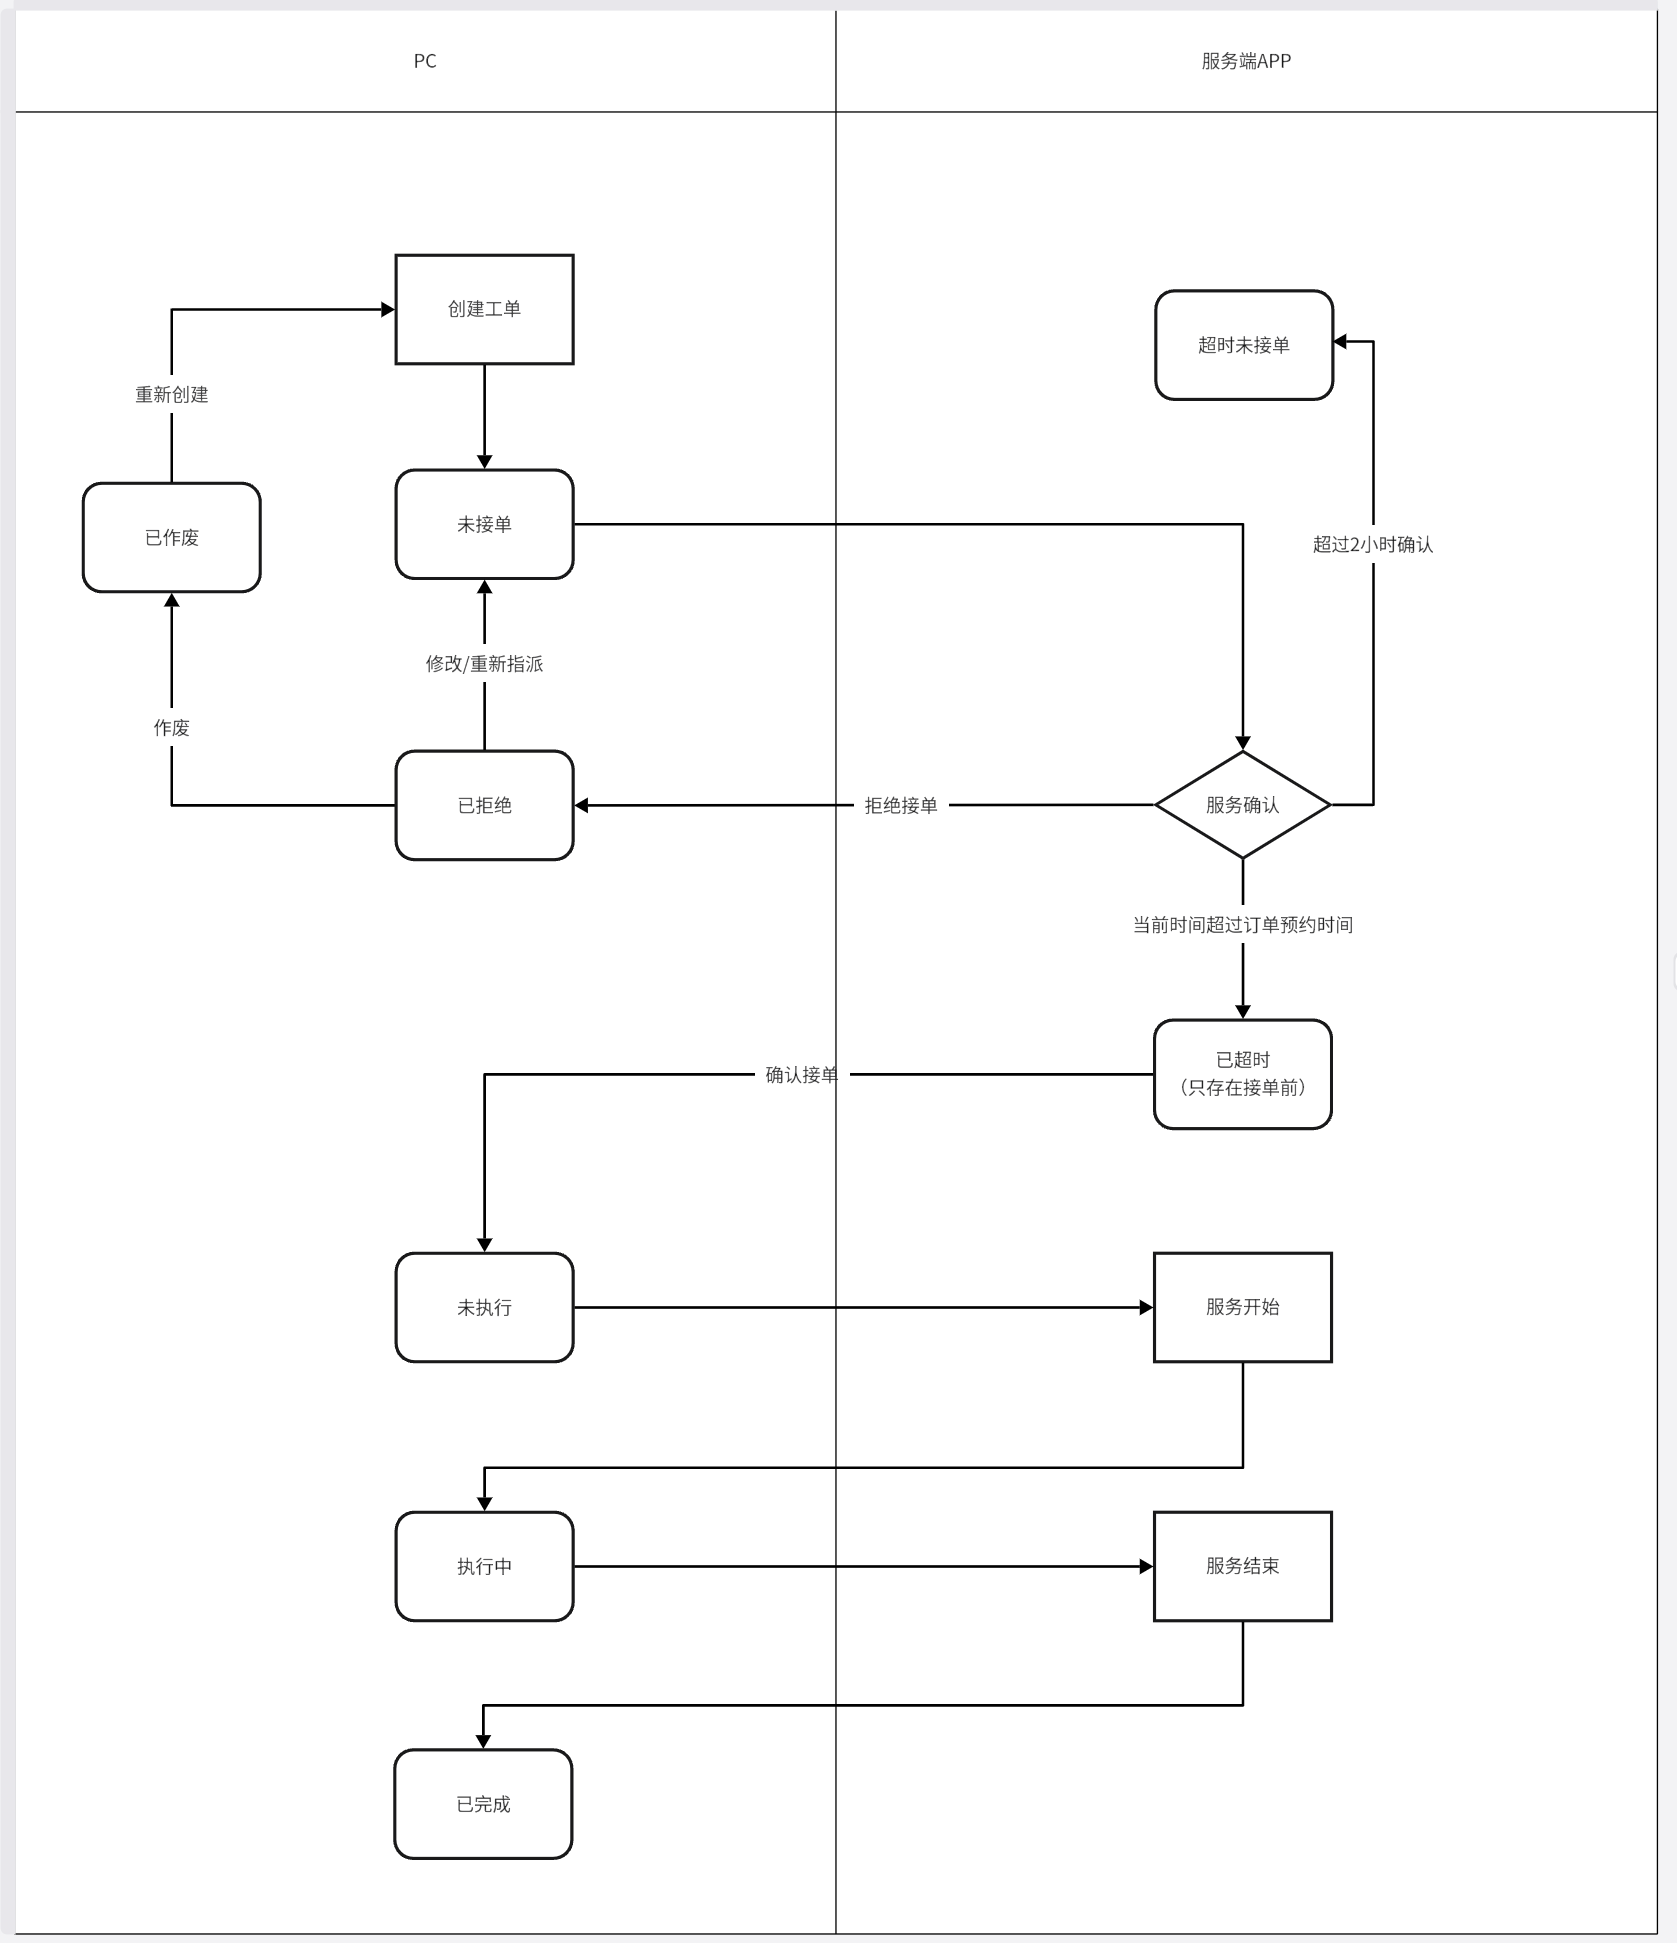 PC
服务端APP
创建工单
超时未接单
重新创建
未接单
已作废
超过2小时确认
修改/重新指派
作废
已拒绝
拒绝接单
服务确认
当前时间超过订单预约时间
已超时
（只存在接单前）
确认接单
未执行
服务开始
执行中
服务结束
已完成